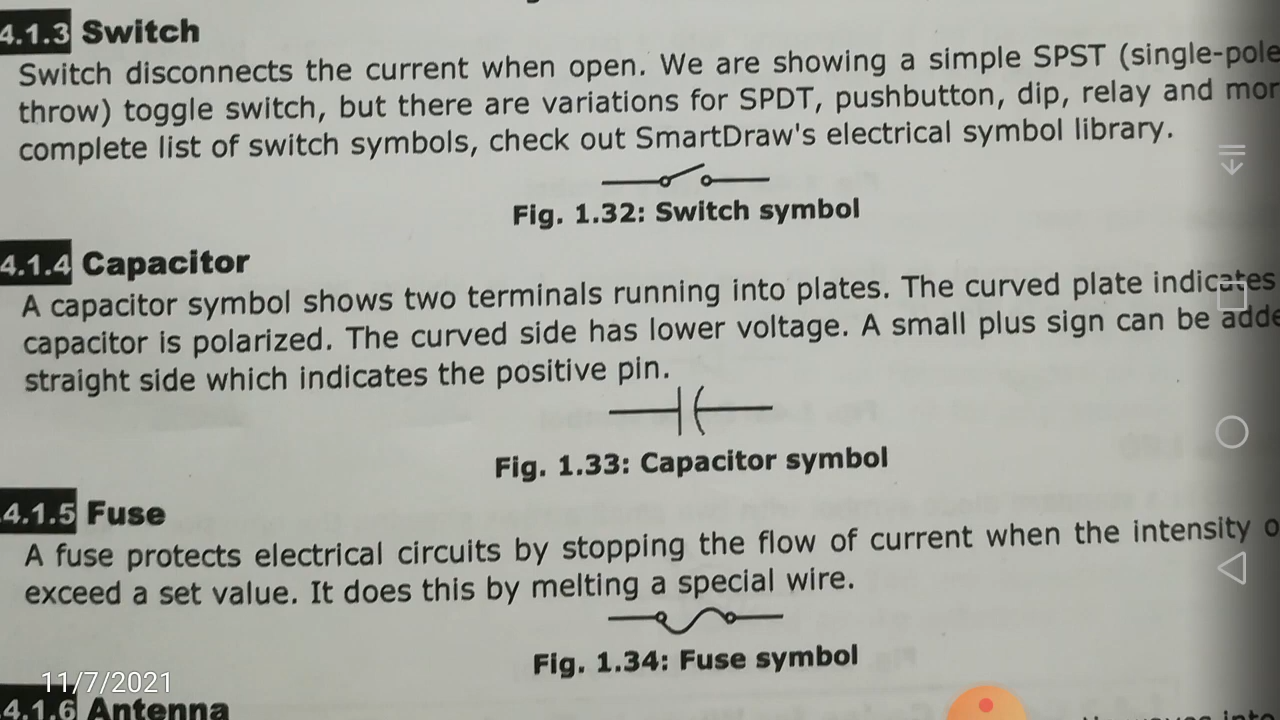 4.1.3 Switch
Switch disconnects the current when open. We are showing a simple SPST (single-pole
throw) toggle switch, but there are variations for SPDT, pushbutton, dip, relay and mor
complete list of switch symbols, check out SmartDraw's electrical symbol library.
Fig. 1.32: Switch symbol
4.1.4 Capacitor
A capacitor symbol shows two terminals running into plates. The curved plate indicates
capacitor is polarized. The curved side has lower voltage. A small plus sign can be adde
straight side which indicates the positive pin.
Fig. 1.33: Capacitor symbol
4.1.5 Fuse
A fuse protects electrical circuits by stopping the flow of current when the intensity o
exceed a set value. It does this by melting a special wire.
Fig. 1.34: Fuse symbol
11/7/2021
4.1.6 Antenna